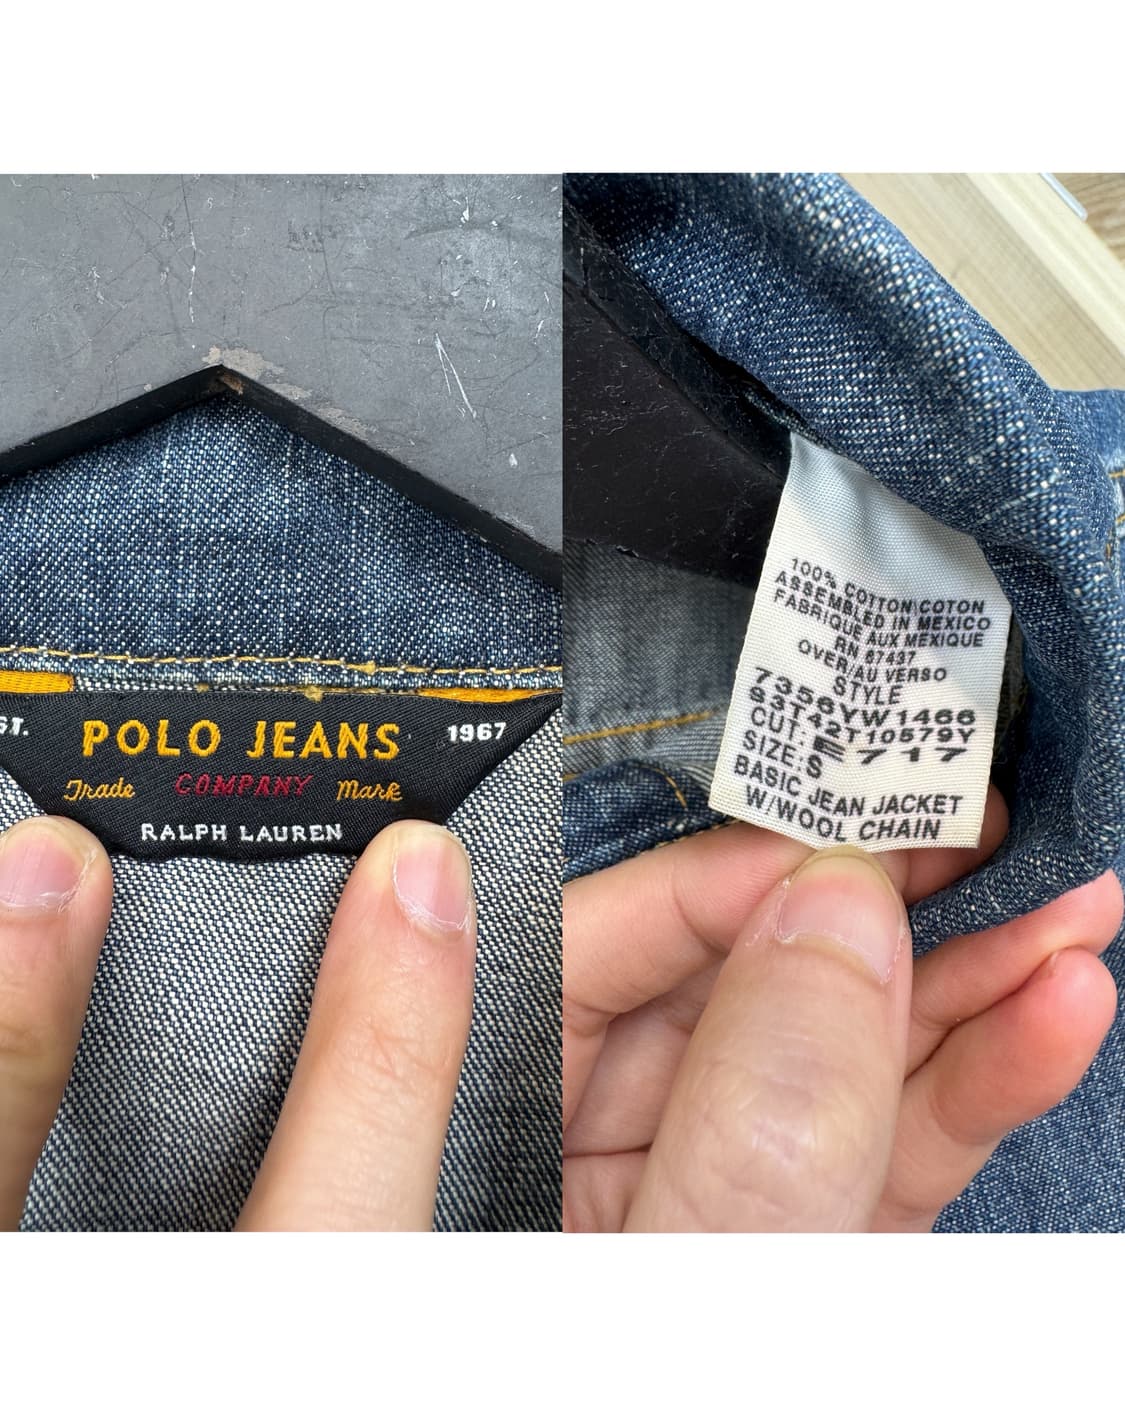 ST.
POLO JEANS
1967
Trade COMPANY Mark
RALPH LAUREN
100% COTTON/COTON
ASSEMBLED IN MEXICO
FABRIQUE AUX MEXIQUE
RN 67437
OVER/AU VERSO
STYLE
7356YW1466
93T42T10579Y
CUT: E 717
SIZE: S
BASIC JEAN JACKET
W/WOOL CHAIN